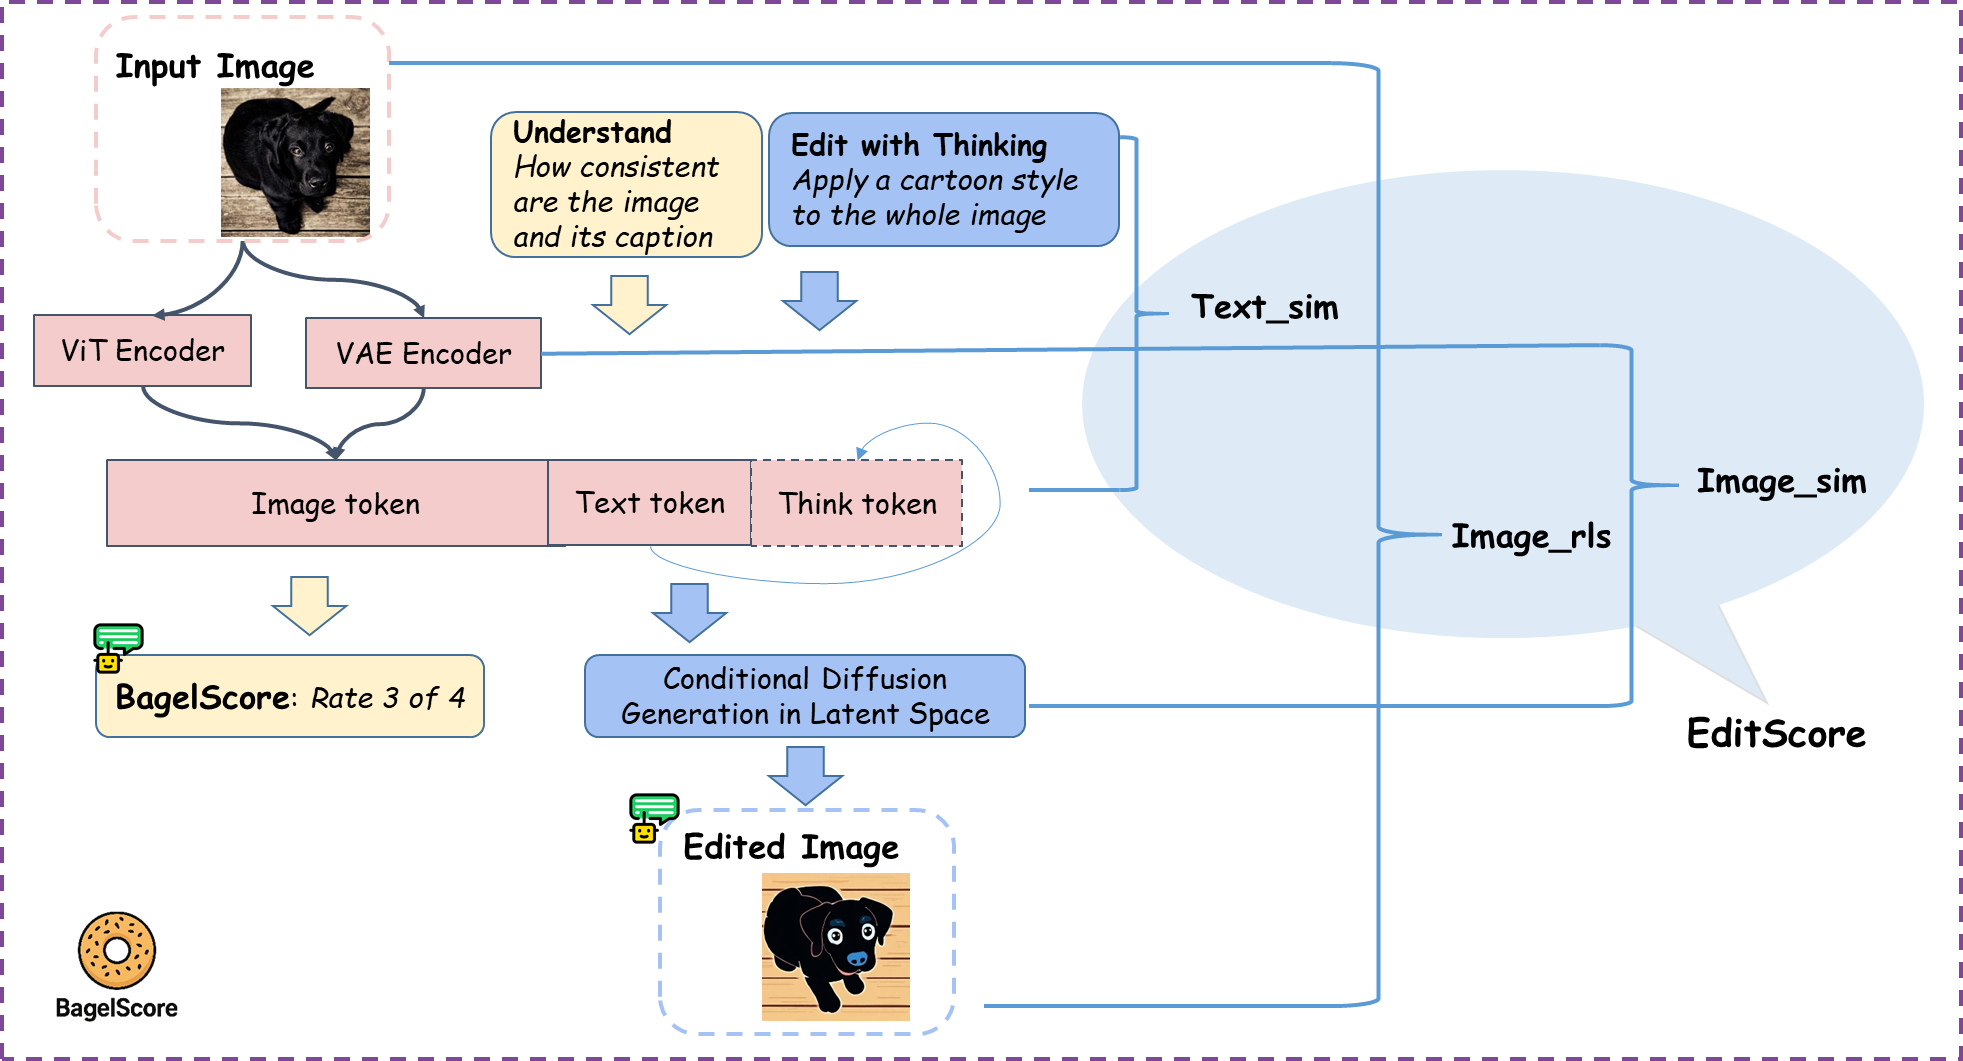 Input Image
Understand
How consistent
are the image
and its caption
Edit with Thinking
Apply a cartoon style
to the whole image
Text_sim
ViT Encoder
VAE Encoder
Image_sim
Image token
Text token
Think token
Image_rls
BagelScore: Rate 3 of 4
Conditional Diffusion
Generation in Latent Space
EditScore
Edited Image
BagelScore